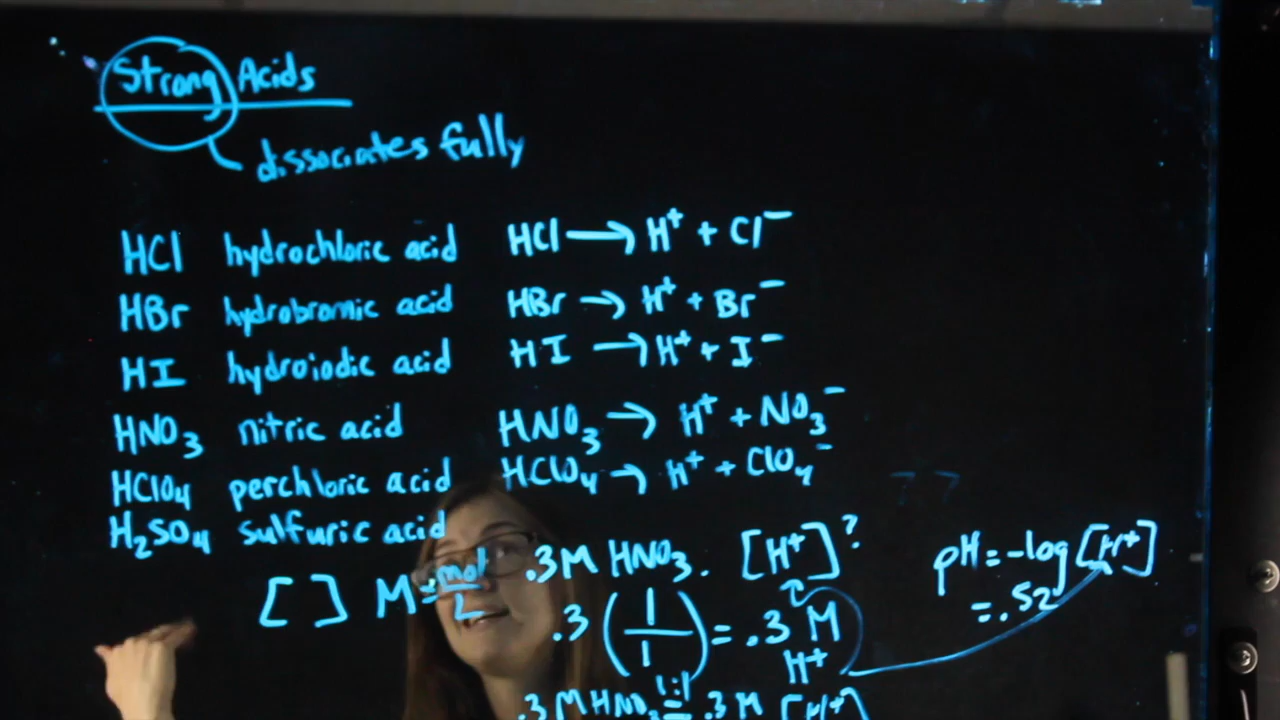 Strong Acids
dissociates fully
HCl hydrochloric acid HCl → H⁺ + Cl⁻
HBr hydrobromic acid HBr → H⁺ + Br⁻
HI hydroiodic acid HI → H⁺ + I⁻
HNO₃ nitric acid HNO₃ → H⁺ + NO₃⁻
HClO₄ perchloric acid HClO₄ → H⁺ + ClO₄⁻
H₂SO₄ sulfuric acid
[ ] M = mol/L
.3M HNO₃. [H⁺]?
.3 (1/1) = .3 M
H⁺
.3 M HNO₃ 1:1 = .3 M [H⁺]
pH = -log [H⁺]
= .52